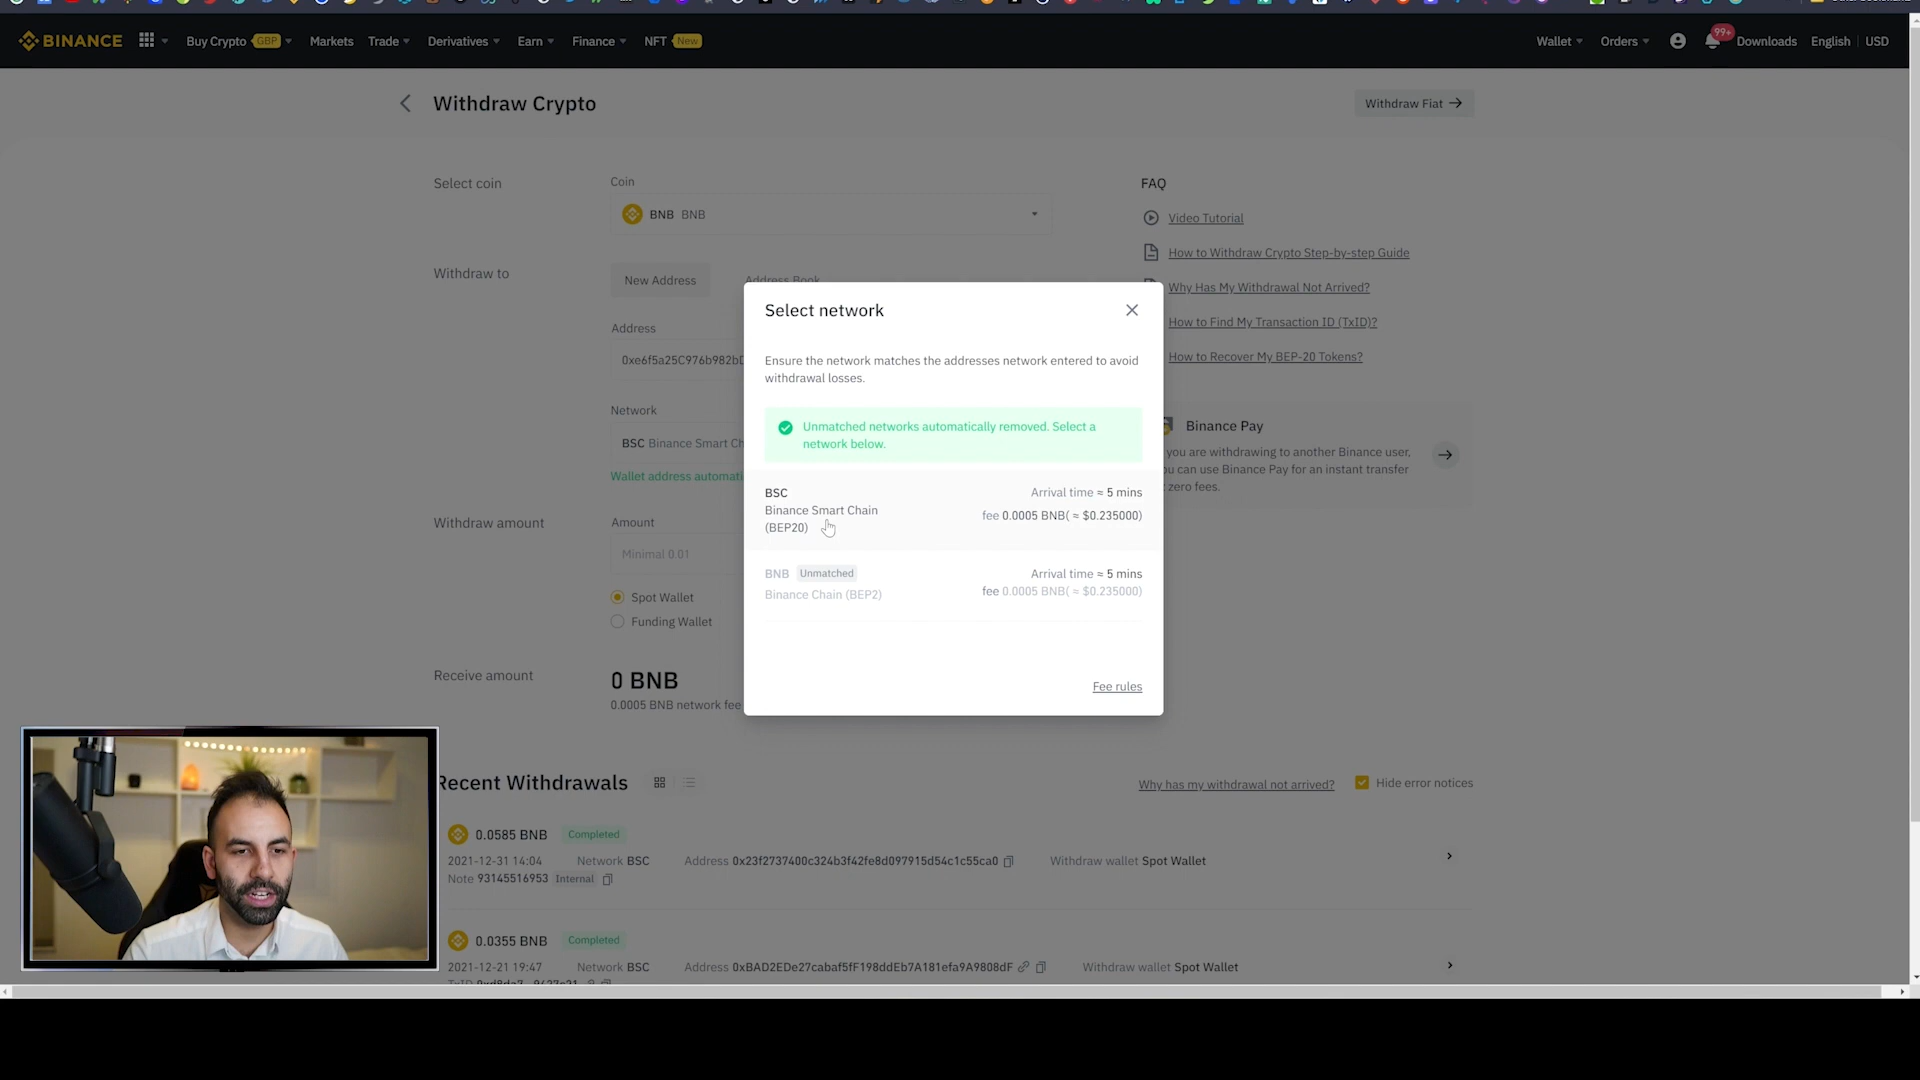 BINANCE
Buy Crypto GBP
Markets
Trade
Derivatives
Earn
Finance
NFT New
Wallet
Orders
99+
Downloads
English
USD
Withdraw Crypto
Withdraw Fiat
Select coin
Coin
BNB BNB
FAQ
Video Tutorial
How to Withdraw Crypto Step-by-step Guide
Why Has My Withdrawal Not Arrived?
How to Find My Transaction ID (TxID)?
How to Recover My BEP-20 Tokens?
Withdraw to
New Address
Address Book
Address
0xe6f5a25C976b982b
Network
BSC Binance Smart Ch
Wallet address automati
Select network
Ensure the network matches the addresses network entered to avoid
withdrawal losses.
Unmatched networks automatically removed. Select a
network below.
BSC
Arrival time ≈ 5 mins
Binance Smart Chain
fee 0.0005 BNB( ≈ $0.235000)
(BEP20)
BNB Unmatched
Arrival time ≈ 5 mins
Binance Chain (BEP2)
fee 0.0005 BNB( ≈ $0.235000)
Fee rules
Binance Pay
you are withdrawing to another Binance user,
can use Binance Pay for an instant transfer
zero fees.
Withdraw amount
Amount
Minimal 0.01
Spot Wallet
Funding Wallet
Receive amount
0 BNB
0.0005 BNB network fee
Recent Withdrawals
Why has my withdrawal not arrived?
Hide error notices
0.0585 BNB Completed
2021-12-31 14:04 Network BSC Address 0x23f2737400c324b3f42fe8d097915d54c1c55ca0 Withdraw wallet Spot Wallet
Note 93145516953 Internal
0.0355 BNB Completed
2021-12-21 19:47 Network BSC Address 0xBAD2EDe27cabaf5fF198ddEb7A181efa9A9808dF Withdraw wallet Spot Wallet